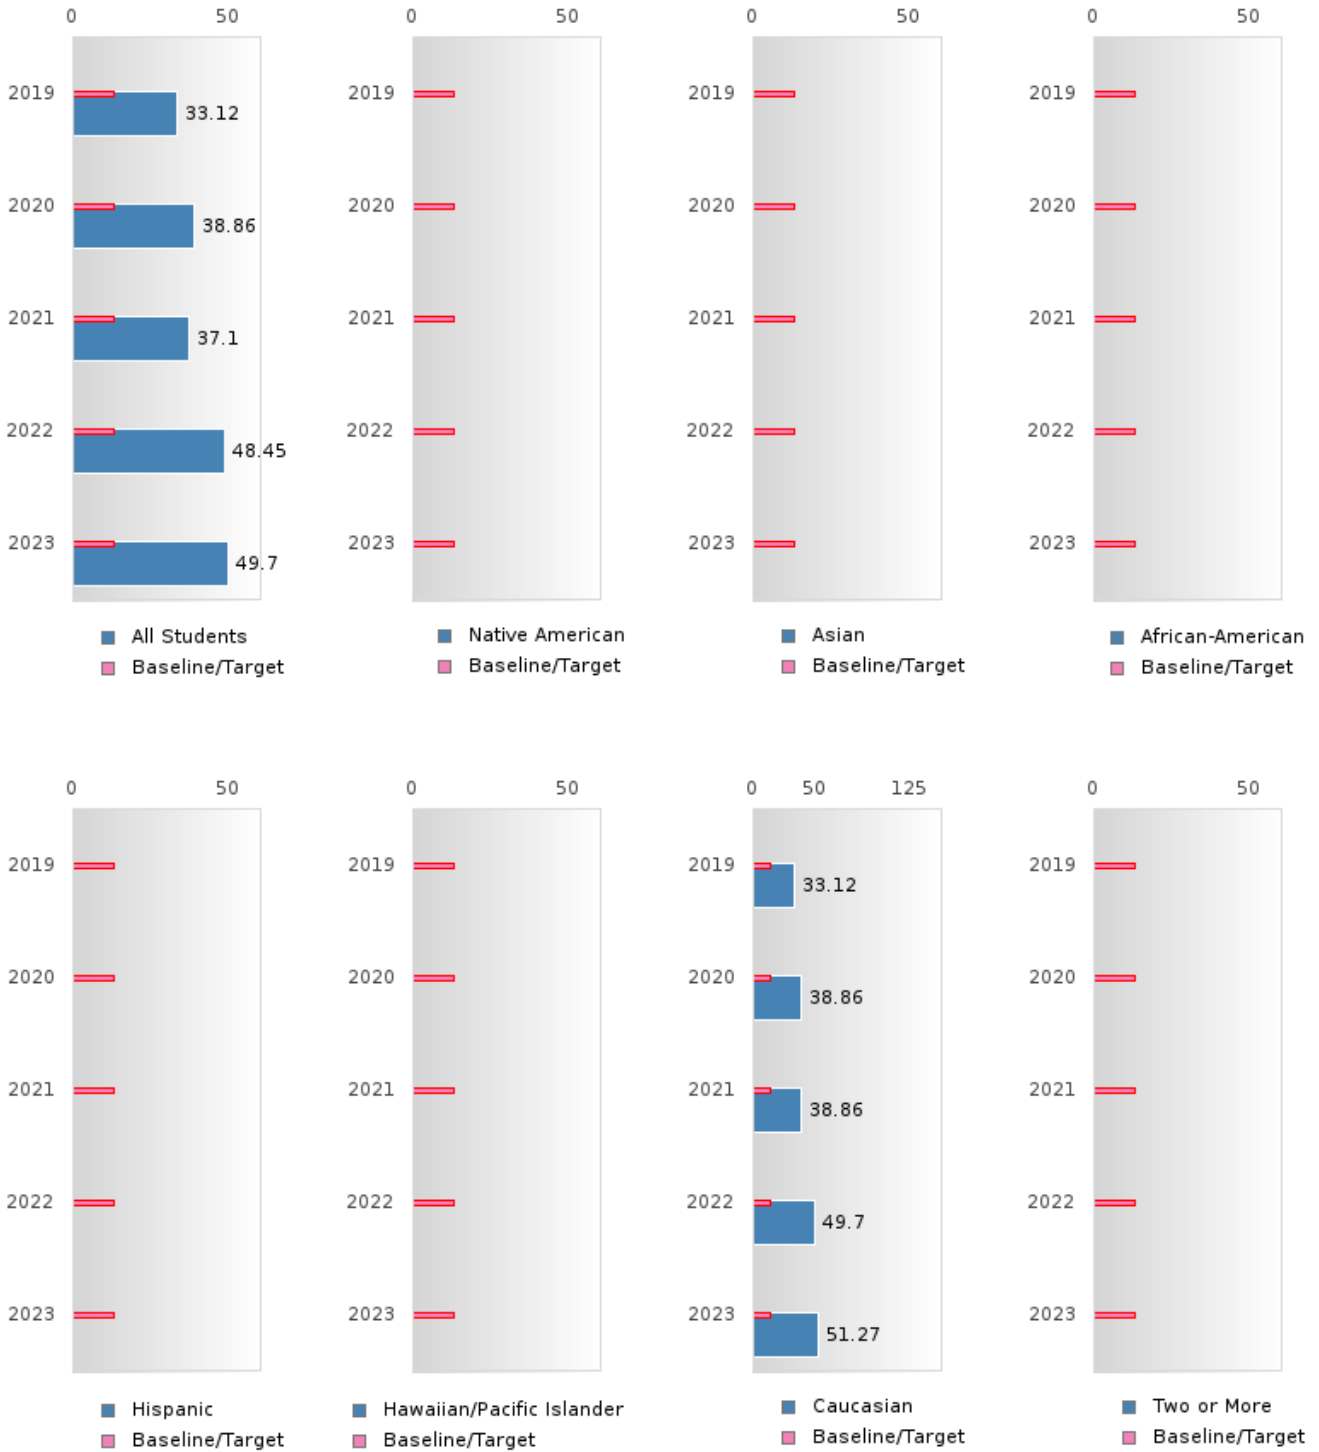 0 50 0 50 0 50 0 50
2019 33.12 2019 2019 2019
2020 38.86 2020 2020 2020
2021 37.1 2021 2021 2021
2022 48.45 2022 2022 2022
2023 49.7 2023 2023 2023
All Students Native American Asian African-American
Baseline/Target Baseline/Target Baseline/Target Baseline/Target
0 50 0 50 0 50 125 0 50
2019 2019 2019 33.12 2019
2020 2020 2020 38.86 2020
2021 2021 2021 38.86 2021
2022 2022 2022 49.7 2022
2023 2023 2023 51.27 2023
Hispanic Hawaiian/Pacific Islander Caucasian Two or More
Baseline/Target Baseline/Target Baseline/Target Baseline/Target